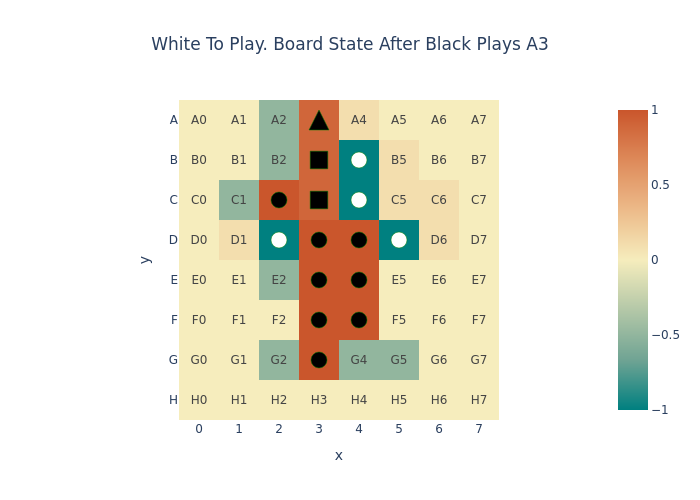 White To Play. Board State After Black Plays A3
A A0 A1 A2 A4 A5 A6 A7
B B0 B1 B2 B5 B6 B7
C C0 C1 C5 C6 C7
D D0 D1 D6 D7
E E0 E1 E2 E5 E6 E7
F F0 F1 F2 F5 F6 F7
G G0 G1 G2 G4 G5 G6 G7
H H0 H1 H2 H3 H4 H5 H6 H7
0 1 2 3 4 5 6 7
x
y
1
0.5
0
−0.5
−1